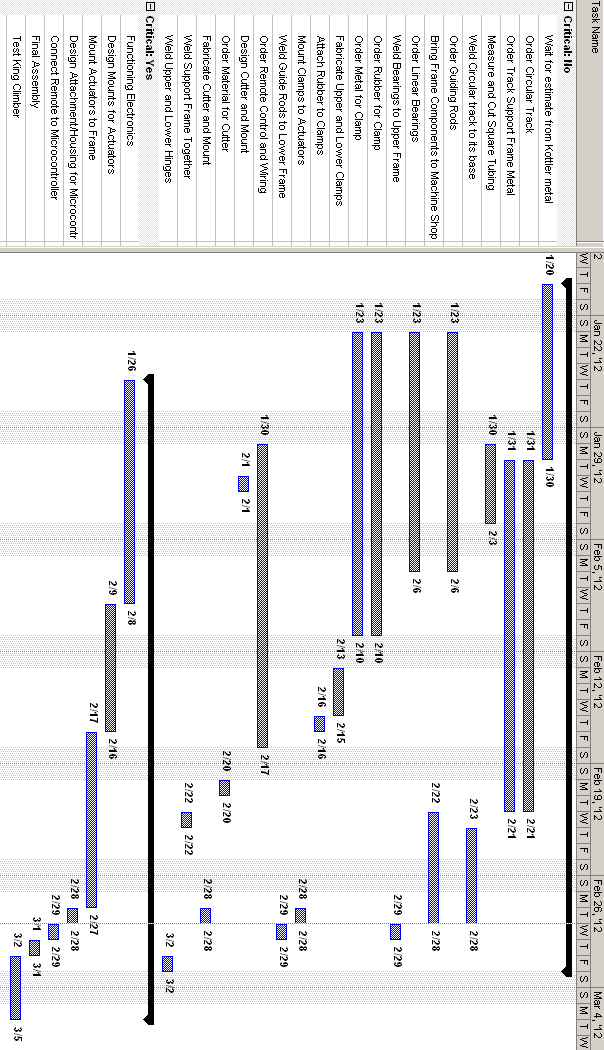 Task Name 2 Jan 22, '12 Jan 29, '12 Feb 5, '12 Feb 12, '12 Feb 19, '12 Feb 26, '12 Mar 4, '12
W T F S S M T W T F S S M T W T F S S M T W T F S S M T W T F S S M T W T F S S M T W T F S S M T W
Critical: No
Wait for estimate from Kottler metal 1/20 1/30
Order Circular Track 1/31 2/21
Order Track Support Frame Metal 1/31 2/21
Measure and Cut Square Tubing 1/30 2/3
Weld Circular track to its base 2/23 2/28
Order Guiding Rods 1/23 2/6
Bring Frame Components to Machine Shop 2/22 2/28
Order Linear Bearings 1/23 2/6
Weld Bearings to Upper Frame 2/29 2/29
Order Rubber for Clamp 1/23 2/10
Order Metal for Clamp 1/23 2/10
Fabricate Upper and Lower Clamps 2/13 2/15
Attach Rubber to Clamps 2/16 2/16
Mount Clamps to Actuators 2/28 2/28
Weld Guide Rods to Lower Frame 2/29 2/29
Order Remote Control and Wiring 1/30 2/17
Design Cutter and Mount 2/1 2/1
Order Material for Cutter 2/20 2/20
Fabricate Cutter and Mount 2/28 2/28
Weld Support Frame Together 2/22 2/22
Weld Upper and Lower Hinges 3/2 3/2
Critical: Yes
Functioning Electronics 1/26 2/8
Design Mounts for Actuators 2/9 2/16
Mount Actuators to Frame 2/17 2/27
Design Attachment/Housing for Microcontr 2/28 2/28
Connect Remote to Microcontroller 2/29 2/29
Final Assembly 3/1 3/1
Test King Climber 3/2 3/5